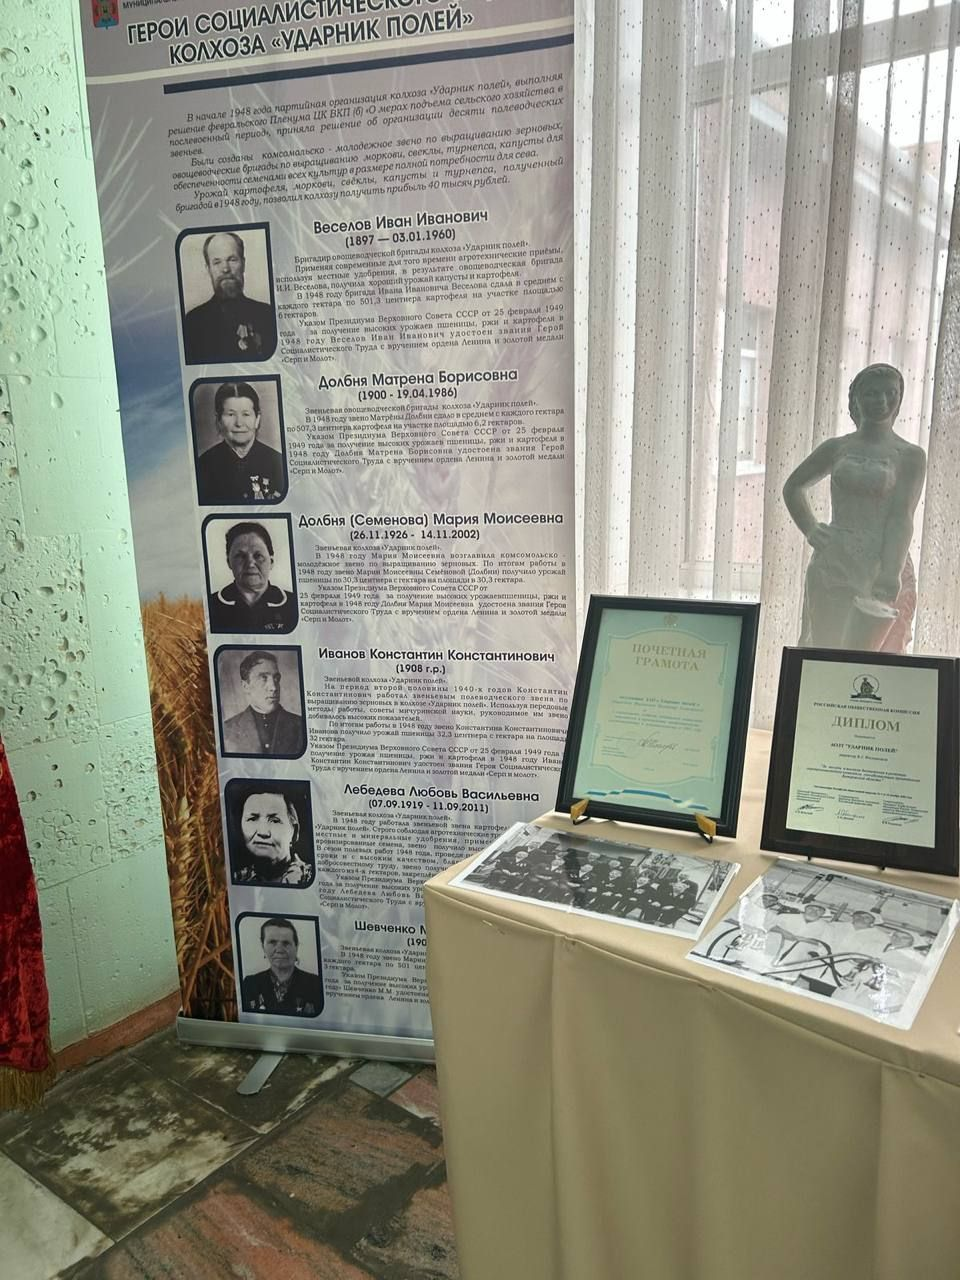 МУНИЦИПАЛЬ
ГЕРОИ СОЦИАЛИСТИЧЕСКОГО
КОЛХОЗА «УДАРНИК ПОЛЕЙ»
В начале 1948 года партийная организация колхоза «Ударник полей», выполняя
решение февральского Пленума ЦК ВКП (б) «О мерах подъема сельского хозяйства в
послевоенный период», приняла решение об организации десяти полеводческих
звеньев.
Были созданы комсомольско - молодежное звено по выращиванию зерновых,
овощеводческие бригады по выращиванию моркови, свеклы, турнепса, капусты для
обеспеченности семенами всех культур в размере полной потребности для сева.
Урожай картофеля, моркови, свёклы, капусты и турнепса, полученный
бригадой в 1948 году, позволил колхозу получить прибыль 40 тысяч рублей.
Веселов Иван Иванович
(1897 — 03.01.1960)
Бригадир овощеводческой бригады колхоза «Ударник полей».
Применяя современные для того времени агротехнические приёмы,
используя местные удобрения, в результате овощеводческая бригада
И.И. Веселова, получила хороший урожай капусты и картофеля.
В 1948 году бригада Ивана Ивановича Веселова сдала в среднем с
каждого гектара по 501,3 центнера картофеля на участке площадью
6 гектаров.
Указом Президиума Верховного Совета СССР от 25 февраля 1949
года за получение высоких урожаев пшеницы, ржи и картофеля в
1948 году Веселов Иван Иванович удостоен звания Герой
Социалистического Труда с вручением ордена Ленина и золотой медали
«Серп и Молот».
Долбня Матрена Борисовна
(1900 - 19.04.1986)
Звеньевая овощеводческой бригады колхоза «Ударник полей».
В 1948 году звено Матрёны Долбни сдало в среднем с каждого гектара
по 507,3 центнера картофеля на участке площадью 6,2 гектаров.
Указом Президиума Верховного Совета СССР от 25 февраля
1949 года за получение высоких урожаев пшеницы, ржи и картофеля в
1948 году Долбня Матрена Борисовна удостоена звания Герой
Социалистического Труда с вручением ордена Ленина и золотой медали
«Серп и Молот».
Долбня (Семенова) Мария Моисеевна
(26.11.1926 - 14.11.2002)
Звеньевая колхоза «Ударник полей».
В 1948 году Мария Моисеевна возглавила комсомольско -
молодёжное звено по выращиванию зерновых. По итогам работы в
1948 году звено Марии Моисеевны Семёновой (Долбни) получило урожай
пшеницы по 30,3 центнера с гектара на площади в 30,3 гектара.
Указом Президиума Верховного Совета СССР от
25 февраля 1949 года за получение высоких урожаев пшеницы, ржи и
картофеля в 1948 году Долбня Мария Моисеевна удостоена звания Герой
Социалистического Труда с вручением ордена Ленина и золотой медали
«Серп и Молот».
Иванов Константин Константинович
(1908 г.р.)
Звеньевой колхоза «Ударник полей».
На период второй половины 1940-х годов Константин
Константинович работал звеньевым полеводческого звена по
выращиванию зерновых в колхозе «Ударник полей». Используя передовые
методы работы, советы мичуринской науки, руководимое им звено
добивалось высоких показателей.
По итогам работы в 1948 году звено Константина Константиновича
Иванова получило урожай пшеницы 32,3 центнера с гектара на площади
32 гектара.
Указом Президиума Верховного Совета СССР от 25 февраля 1949 года
получение урожая пшеницы, ржи и картофеля в 1948 году Иванов
Константин Константинович удостоен звания Герой Социалистического
Труда с вручением ордена Ленина и золотой медали «Серп и Молот».
Лебедева Любовь Васильевна
(07.09.1919 - 11.09.2011)
Звеньевая колхоза «Ударник полей».
В 1948 году работала звеньевой звена картофе
«Ударник полей». Строго соблюдая агротехнические
местные и минеральные удобрения,
яровизированные семена, звено получило
В сезон полевых работ 1948 года,
сроки и с высоким качеством,
добросовестному труду, звено
каждого из 4-х гектаров,
Указом Президиума
года за получение высоких
году Лебедева Любовь
Социалистического Труда с
«Серп и Молот».
Шевченко М
(190
Звеньевая колхоза «Ударн
В 1948 году звено Марии
каждого гектара по 501 цен
3 гектара.
Указом Президиума Верх
года за получение высоких
году Шевченко М.М. удостоена
вручением ордена Ленина и зол
ПОЧЕТНАЯ
ГРАМОТА
РОССИЙСКАЯ ОБЩЕСТВЕННАЯ КОМИССИЯ
ДИПЛОМ
АОЗТ "УДАРНИК ПОЛЕЙ"